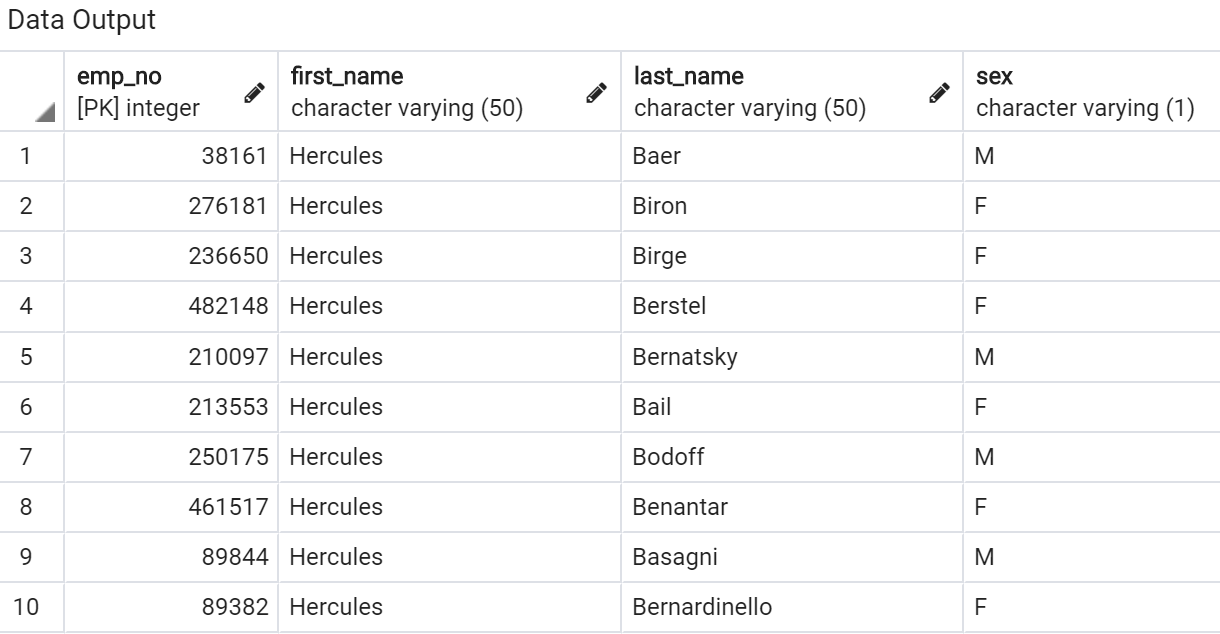 Data Output
emp_no first_name last_name sex
[PK] integer character varying (50) character varying (50) character varying (1)
1 38161 Hercules Baer M
2 276181 Hercules Biron F
3 236650 Hercules Birge F
4 482148 Hercules Berstel F
5 210097 Hercules Bernatsky M
6 213553 Hercules Bail F
7 250175 Hercules Bodoff M
8 461517 Hercules Benantar F
9 89844 Hercules Basagni M
10 89382 Hercules Bernardinello F